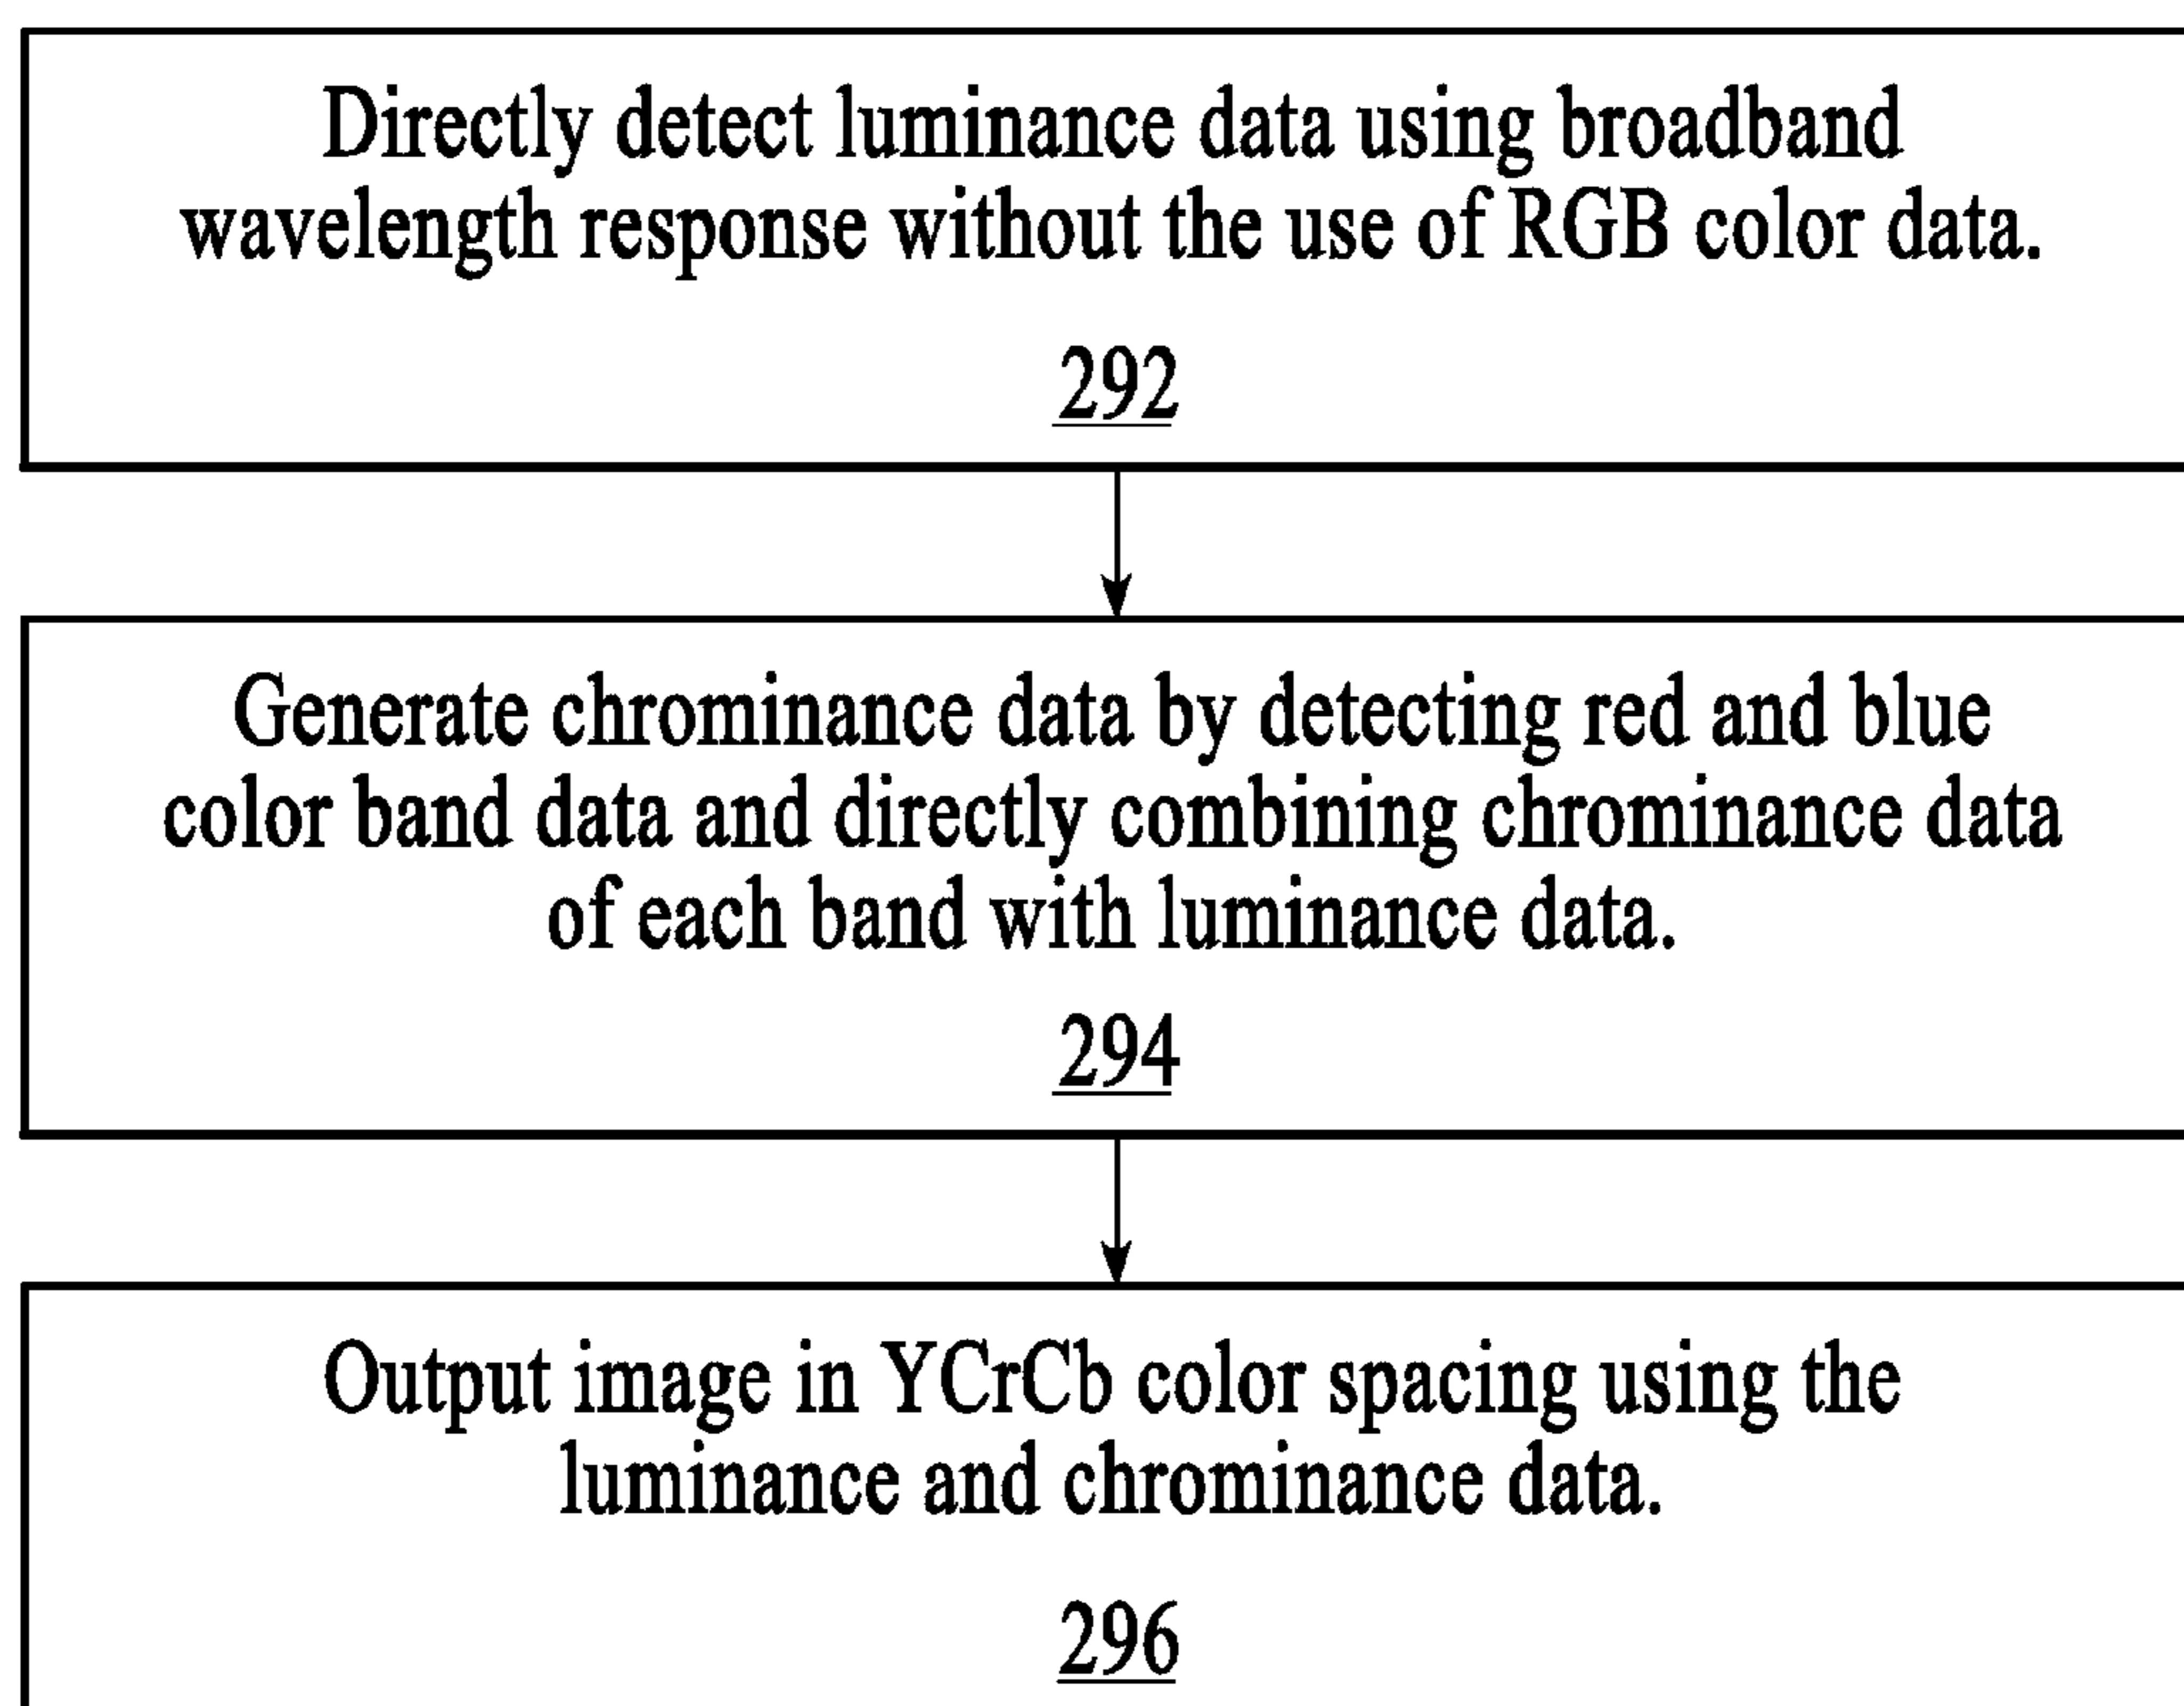 Directly detect luminance data using broadband
wavelength response without the use of RGB color data.
292
Generate chrominance data by detecting red and blue
color band data and directly combining chrominance data
of each band with luminance data.
294
Output image in YCrCb color spacing using the
luminance and chrominance data.
296